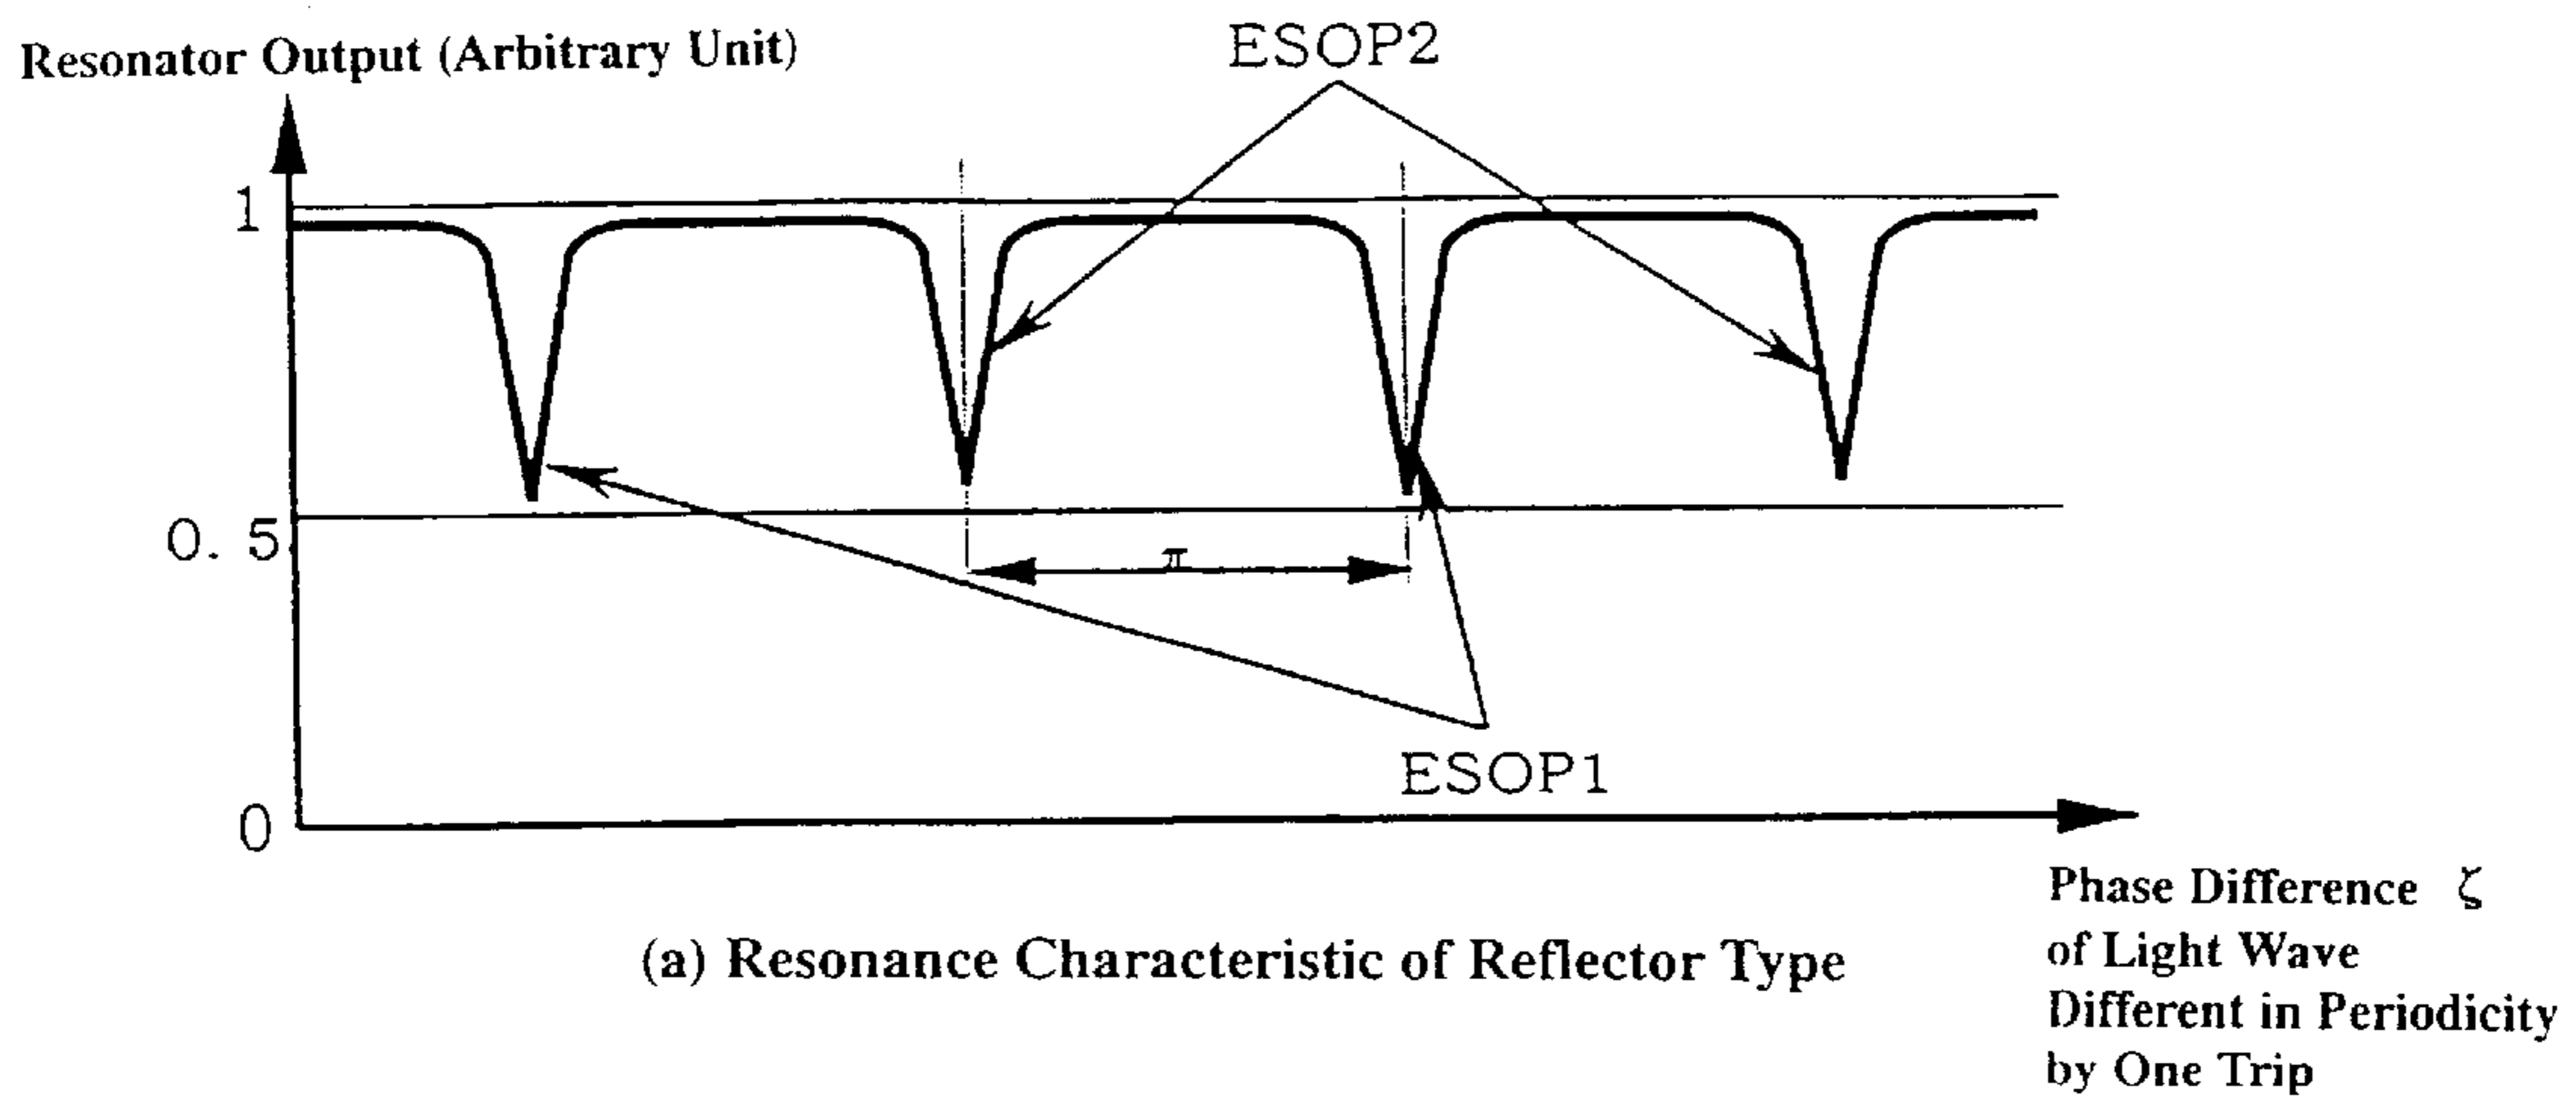 Resonator Output (Arbitrary Unit)
ESOP2
1
0. 5
π
ESOP1
0
Phase Difference ζ
of Light Wave
Different in Periodicity
by One Trip
(a) Resonance Characteristic of Reflector Type